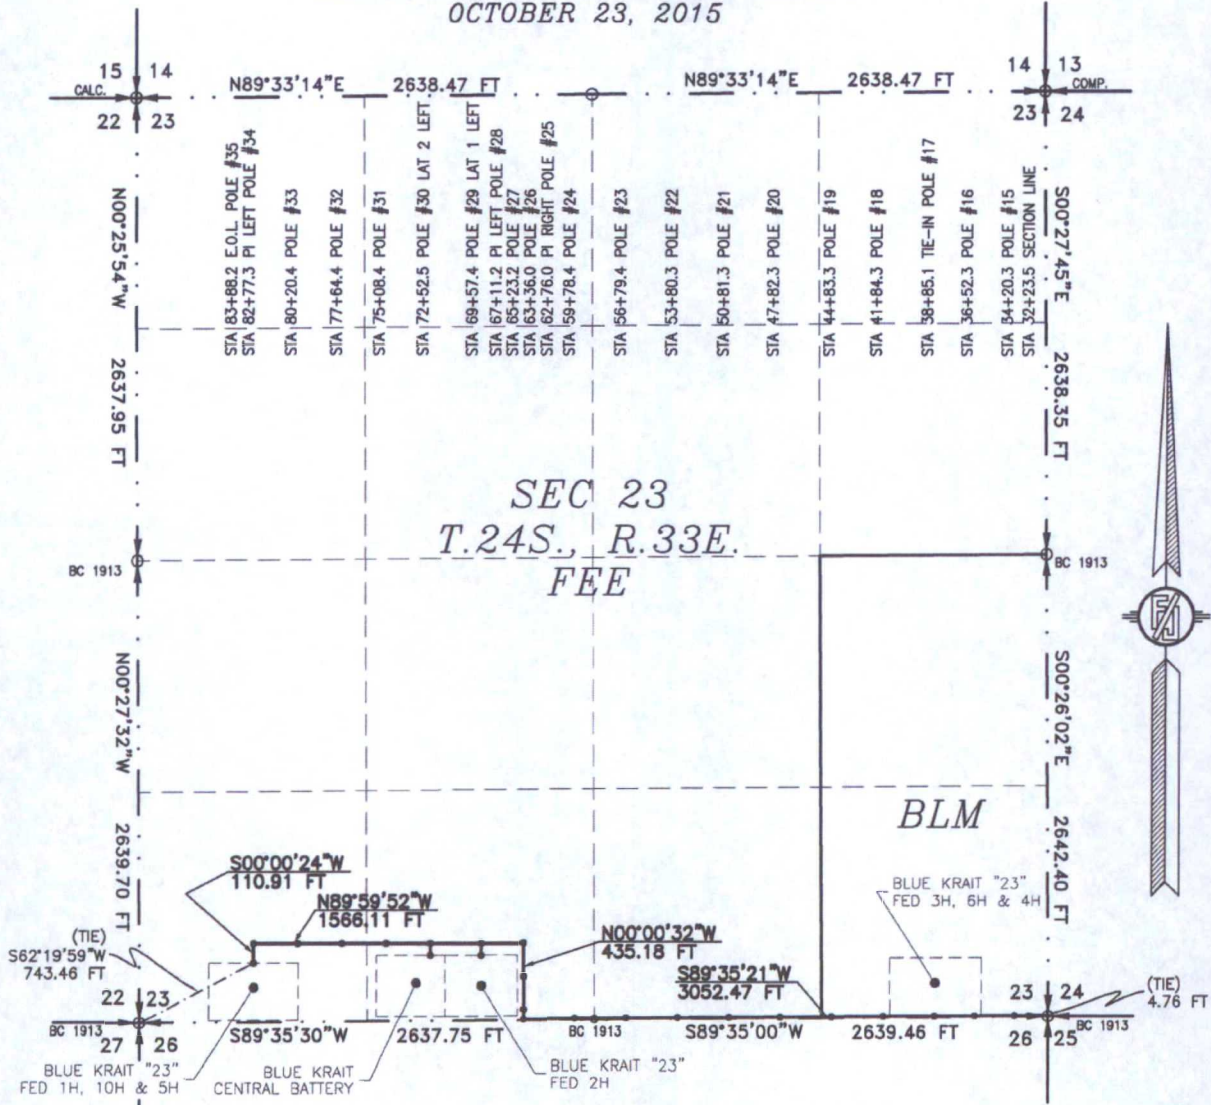 OCTOBER 23, 2015
15 14
CALC.
22 23
N89°33'14"E 2638.47 FT
N89°33'14"E 2638.47 FT
14 13
COMP.
23 24
STA 83+88.2 E.O.L. POLE #35
STA 82+77.3 PI LEFT POLE #34
STA 80+20.4 POLE #33
STA 77+64.4 POLE #32
STA 75+08.4 POLE #31
STA 72+52.5 POLE #30 LAT 2 LEFT
STA 69+57.4 POLE #29 LAT 1 LEFT
STA 67+11.2 PI LEFT POLE #28
STA 65+23.2 POLE #27
STA 63+36.0 POLE #26
STA 62+76.0 PI RIGHT POLE #25
STA 59+78.4 POLE #24
STA 56+79.4 POLE #23
STA 53+80.3 POLE #22
STA 50+81.3 POLE #21
STA 47+82.3 POLE #20
STA 44+83.3 POLE #19
STA 41+84.3 POLE #18
STA 38+85.1 TIE-IN POLE #17
STA 36+52.3 POLE #16
STA 34+20.3 POLE #15
STA 32+23.5 SECTION LINE
N00°25'54"W 2637.95 FT
S00°27'45"E 2638.35 FT
SEC 23
T.24S., R.33E.
FEE
BC 1913
BC 1913
N00°27'32"W 2639.70 FT
S00°26'02"E 2642.40 FT
BLM
S00°00'24"W
110.91 FT
N89°59'52"W
1566.11 FT
BLUE KRAIT "23"
FED 3H, 6H & 4H
(TIE)
S62°19'59"W
743.46 FT
N00°00'32"W
435.18 FT
S89°35'21"W
3052.47 FT
(TIE)
4.76 FT
22 23
BC 1913
27 26
S89°35'30"W 2637.75 FT
BC 1913
S89°35'00"W 2639.46 FT
23 24
BC 1913
26 25
BLUE KRAIT "23"
FED 1H, 10H & 5H
BLUE KRAIT
CENTRAL BATTERY
BLUE KRAIT "23"
FED 2H